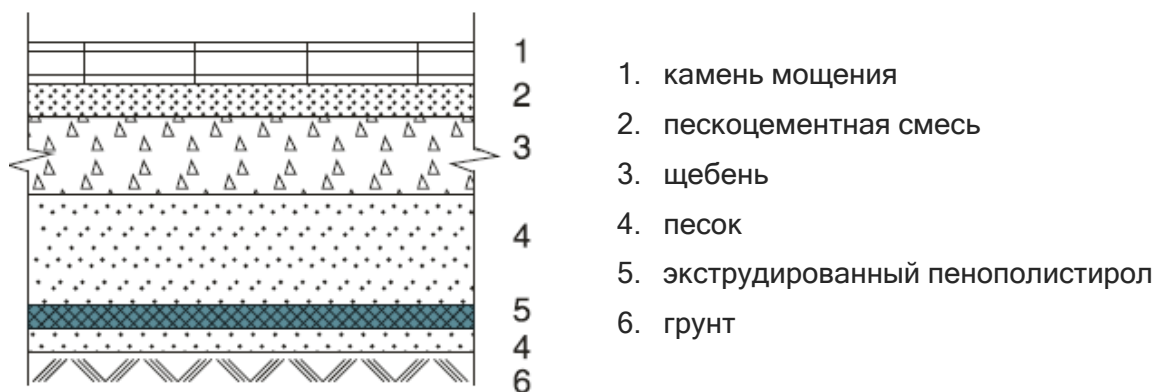 1
2
3
4
5
4
6
1. камень мощения
2. пескоцементная смесь
3. щебень
4. песок
5. экструдированный пенополистирол
6. грунт